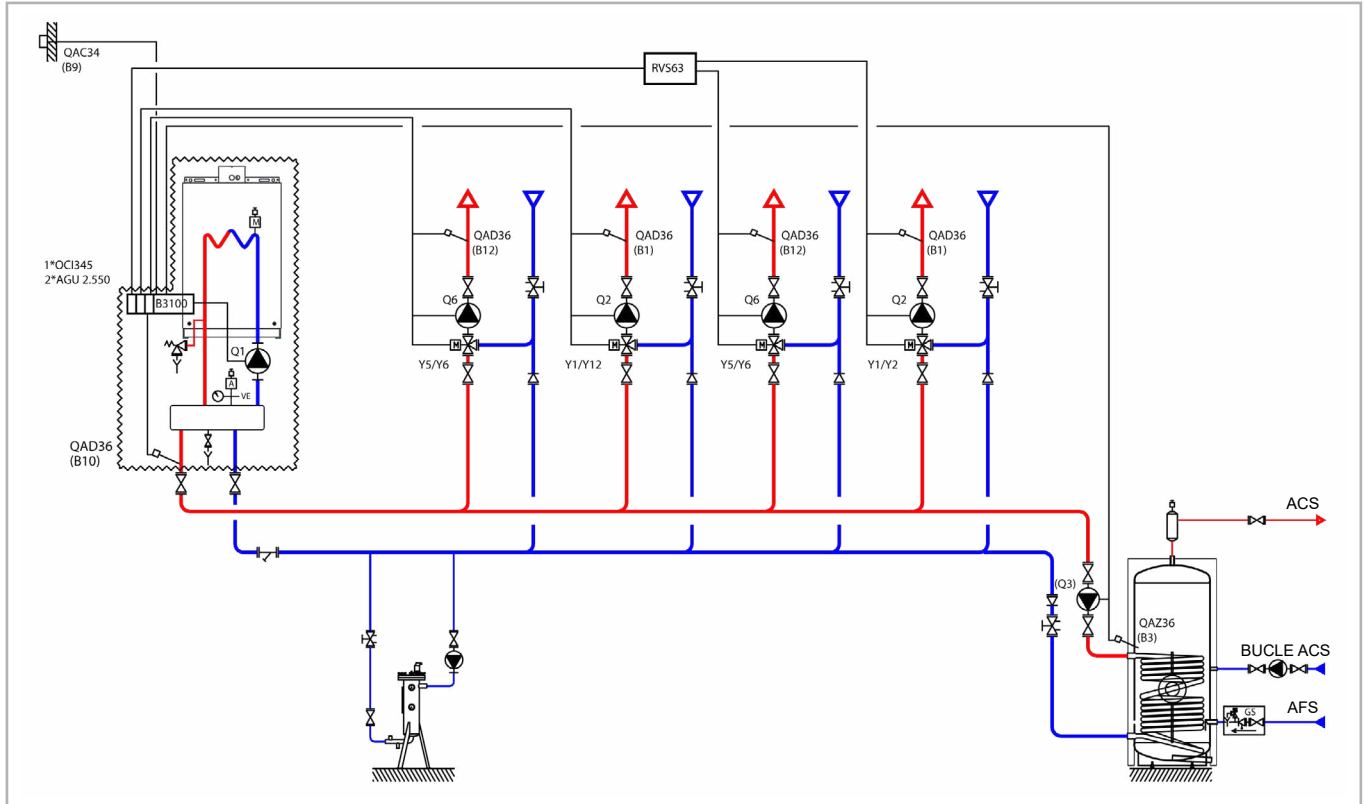 QAC34
(B9)
RVS63
M
1*OCI345
2*AGU 2.550
B3100
Q1
A
VE
QAD36
(B10)
QAD36
(B12)
Q6
M
Y5/Y6
QAD36
(B1)
Q2
M
Y1/Y12
QAD36
(B12)
Q6
M
Y5/Y6
QAD36
(B1)
Q2
M
Y1/Y2
ACS
(Q3)
QAZ36
(B3)
BUCLE ACS
GS
AFS